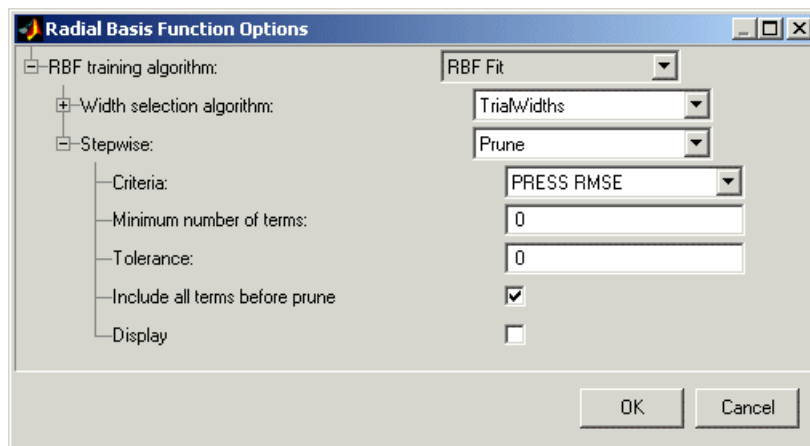 Radial Basis Function Options
RBF training algorithm: RBF Fit
Width selection algorithm: TrialWidths
Stepwise: Prune
Criteria: PRESS RMSE
Minimum number of terms: 0
Tolerance: 0
Include all terms before prune
Display
OK Cancel